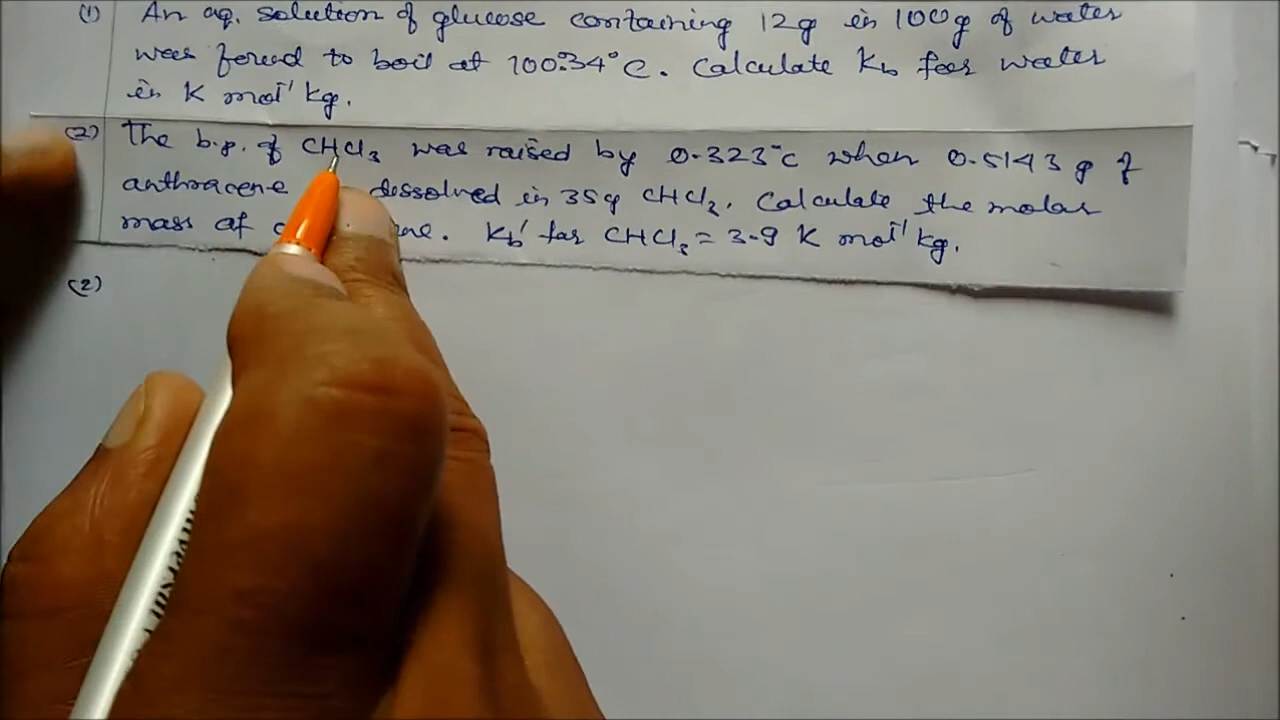 (1) An aq. solution of glucose containing 12g in 100g of water
was found to boil at 100.34°C. Calculate Kb for water
in K mol⁻¹ kg.
(2) The b.p. of CHCl₃ was raised by 0.323°C when 0.5143 g of
anthracene dissolved in 35g CHCl₃. Calculate the molar
mass of Kb' for CHCl₃ = 3.9 K mol⁻¹ kg.
(2)